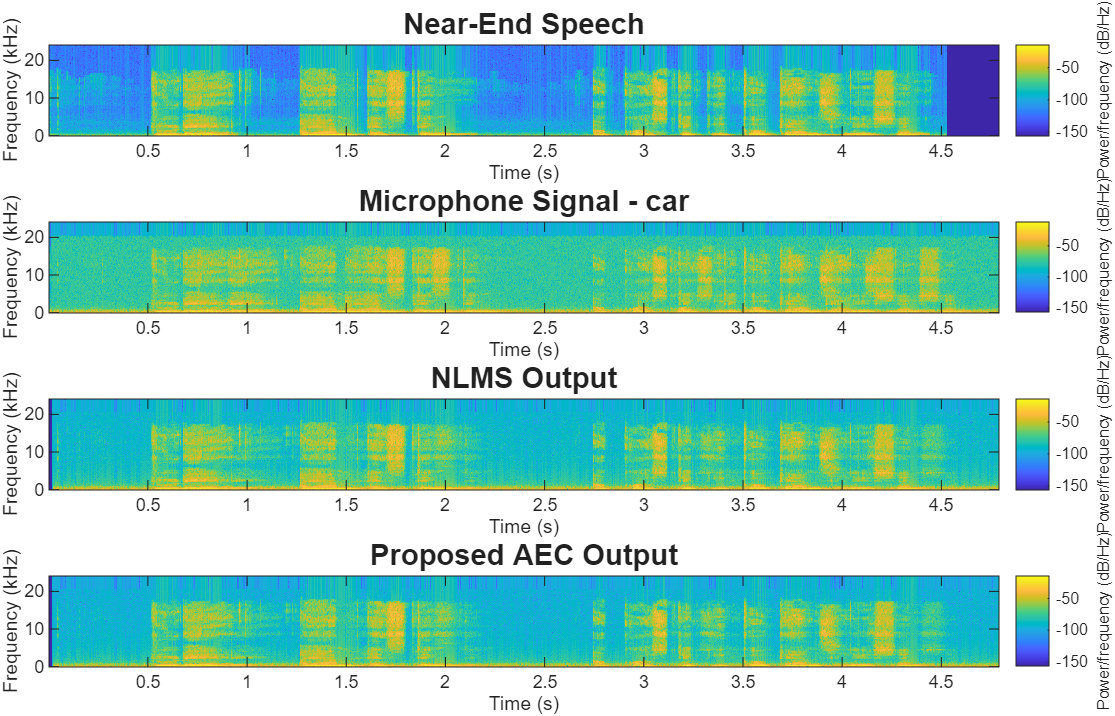 Near-End Speech
Frequency (kHz)
20
10
0
0.5 1 1.5 2 2.5 3 3.5 4 4.5
Time (s)
-50
-100
-150
Power/frequency (dB/Hz)
Microphone Signal - car
Frequency (kHz)
20
10
0
0.5 1 1.5 2 2.5 3 3.5 4 4.5
Time (s)
-50
-100
-150
Power/frequency (dB/Hz)
NLMS Output
Frequency (kHz)
20
10
0
0.5 1 1.5 2 2.5 3 3.5 4 4.5
Time (s)
-50
-100
-150
Power/frequency (dB/Hz)
Proposed AEC Output
Frequency (kHz)
20
10
0
0.5 1 1.5 2 2.5 3 3.5 4 4.5
Time (s)
-50
-100
-150
Power/frequency (dB/Hz)